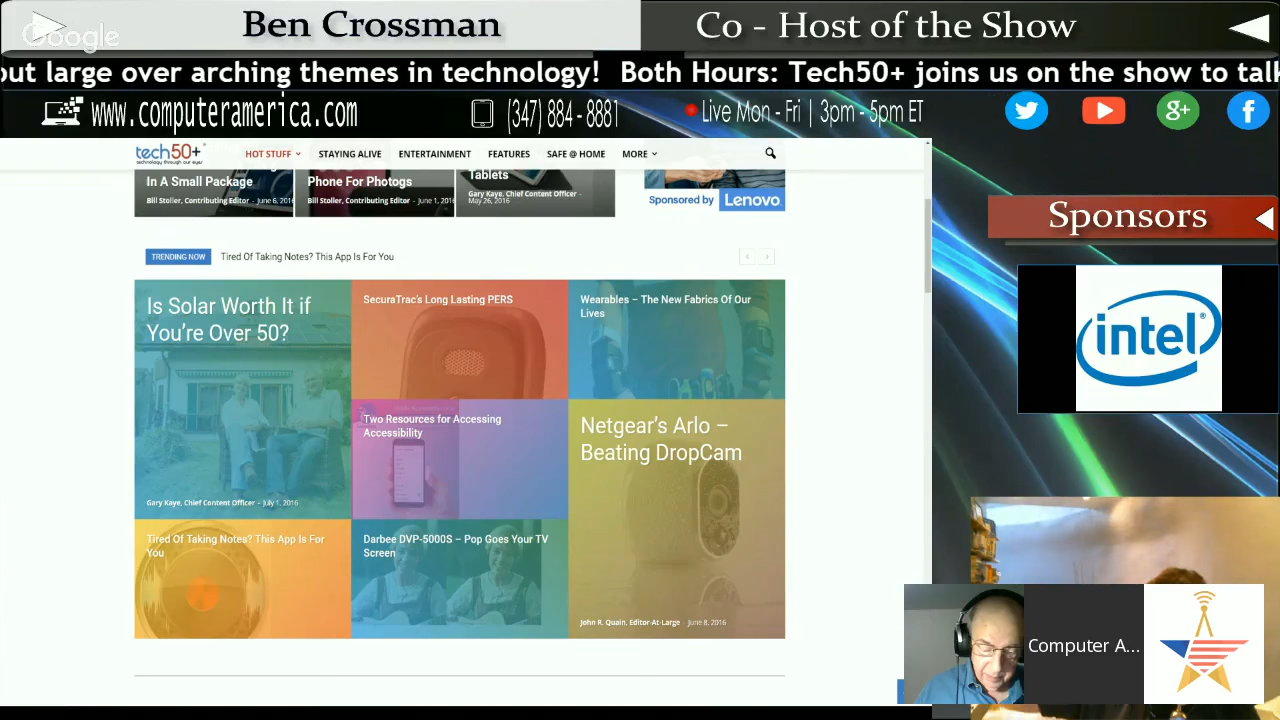 Google
Ben Crossman
Co - Host of the Show
out large over arching themes in technology! Both Hours: Tech50+ joins us on the show to talk
www.computeramerica.com
(347) 884 - 8881
Live Mon - Fri | 3pm - 5pm ET
g+
tech50+
technology through our eyes
HOT STUFF
STAYING ALIVE
ENTERTAINMENT
FEATURES
SAFE @ HOME
MORE
In A Small Package
Bill Stoller, Contributing Editor - June 6, 2016
Phone For Photogs
Bill Stoller, Contributing Editor - June 1, 2016
Tablets
Gary Kaye, Chief Content Officer -
May 26, 2016
Sponsored by Lenovo
Sponsors
intel
TRENDING NOW
Tired Of Taking Notes? This App Is For You
Is Solar Worth It if
You're Over 50?
Gary Kaye, Chief Content Officer - July 1, 2016
SecuraTrac's Long Lasting PERS
Wearables – The New Fabrics Of Our
Lives
Two Resources for Accessing
Accessibility
Netgear's Arlo –
Beating DropCam
John R. Quain, Editor-At-Large - June 8, 2016
Tired Of Taking Notes? This App Is For
You
Darbee DVP-5000S – Pop Goes Your TV
Screen
Computer A...